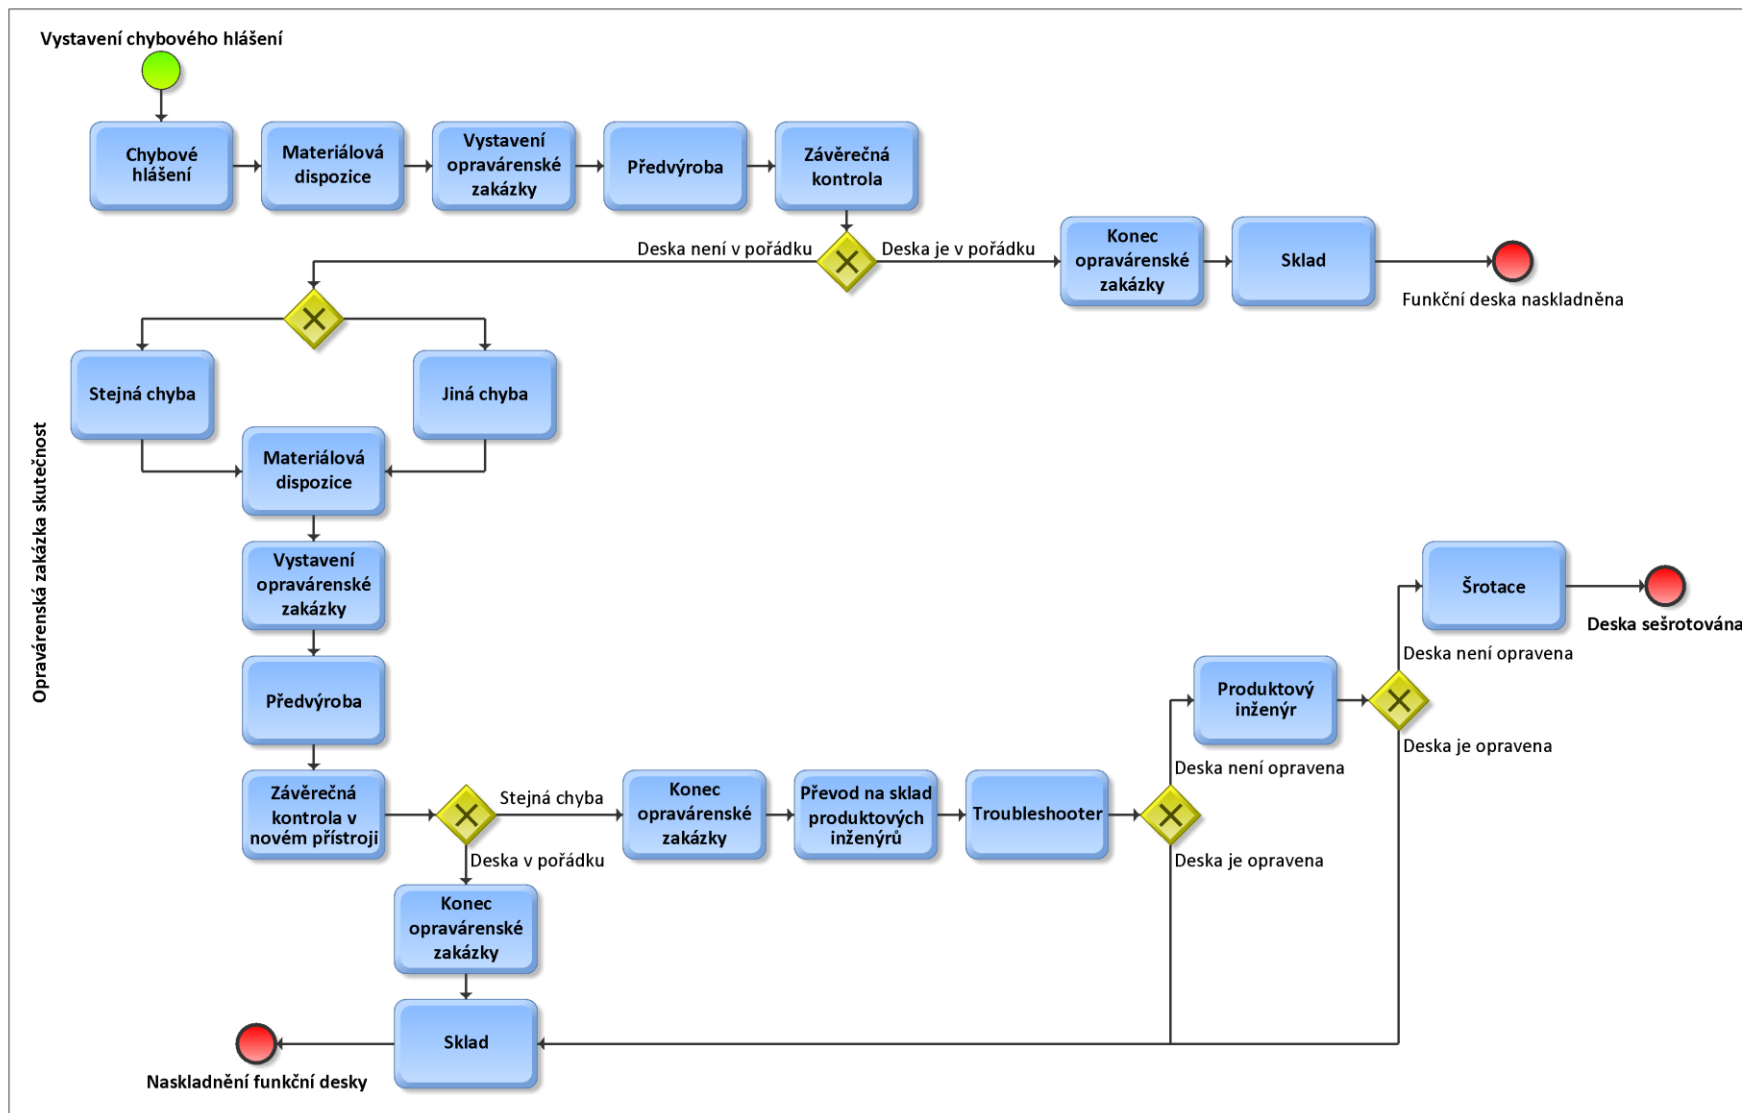 Vystavení chybového hlášení
Chybové
hlášení
Materiálová
dispozice
Vystavení
opravárenské
zakázky
Předvýroba
Závěrečná
kontrola
Deska není v pořádku
Deska je v pořádku
Konec
opravárenské
zakázky
Sklad
Funkční deska naskladněna
Stejná chyba
Jiná chyba
Opravárenská zakázka skutečnost
Materiálová
dispozice
Vystavení
opravárenské
zakázky
Předvýroba
Závěrečná
kontrola v
novém přístroji
Stejná chyba
Deska v pořádku
Konec
opravárenské
zakázky
Převod na sklad
produktových
inženýrů
Troubleshooter
Deska není opravena
Deska je opravena
Produktový
inženýr
Deska není opravena
Deska je opravena
Šrotace
Deska sešrotována
Konec
opravárenské
zakázky
Sklad
Naskladnění funkční desky